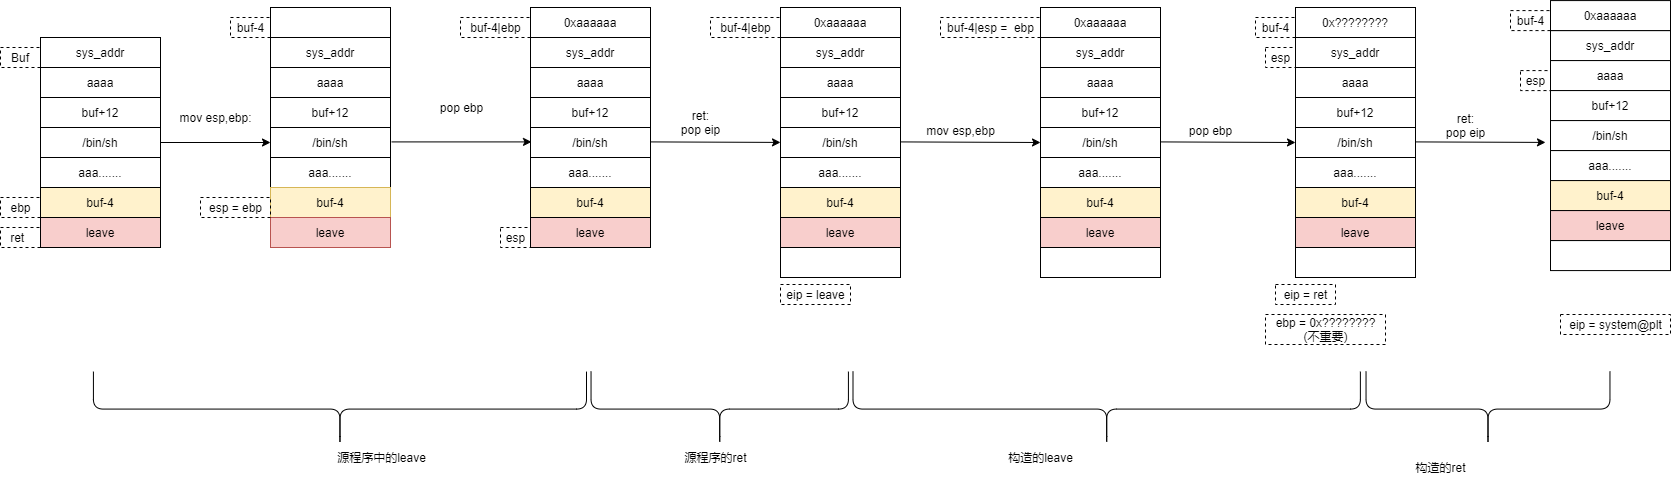 Buf
sys_addr
aaaa
buf+12
/bin/sh
aaa.......
ebp
buf-4
ret
leave
mov esp,ebp:
buf-4
sys_addr
aaaa
buf+12
/bin/sh
aaa.......
esp = ebp
buf-4
leave
pop ebp
buf-4|ebp
0xaaaaaa
sys_addr
aaaa
buf+12
/bin/sh
aaa.......
buf-4
esp
leave
ret:
pop eip
buf-4|ebp
0xaaaaaa
sys_addr
aaaa
buf+12
/bin/sh
aaa.......
buf-4
leave
eip = leave
mov esp,ebp
buf-4|esp = ebp
0xaaaaaa
sys_addr
aaaa
buf+12
/bin/sh
aaa.......
buf-4
leave
pop ebp
buf-4
0x????????
esp
sys_addr
aaaa
buf+12
/bin/sh
aaa.......
buf-4
leave
eip = ret
ebp = 0x????????
(不重要)
ret:
pop eip
buf-4
0xaaaaaa
sys_addr
esp
aaaa
buf+12
/bin/sh
aaa.......
buf-4
leave
eip = system@plt
源程序中的leave
源程序的ret
构造的leave
构造的ret